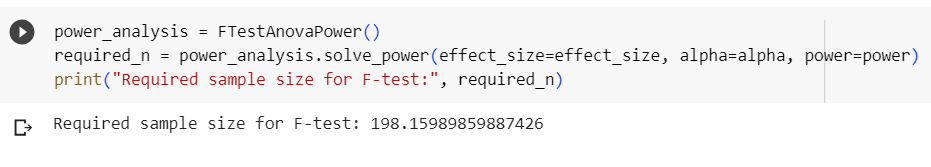 power_analysis = FTestAnovaPower()
required_n = power_analysis.solve_power(effect_size=effect_size, alpha=alpha, power=power)
print("Required sample size for F-test:", required_n)
Required sample size for F-test: 198.15989859887426